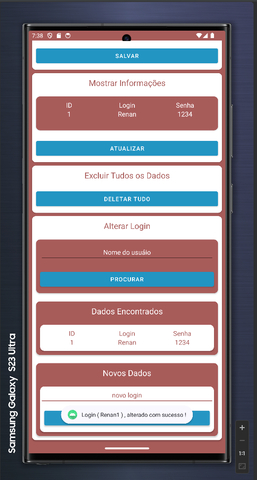 7:38
SALVAR
Mostrar Informações
ID Login Senha
1 Renan 1234
ATUALIZAR
Excluir Tudos os Dados
DELETAR TUDO
Alterar Login
Nome do usuáio
PROCURAR
Dados Encontrados
ID Login Senha
1 Renan 1234
Novos Dados
novo login
Login ( Renan1 ) , alterado com sucesso !
Samsung Galaxy S23 Ultra
1:1